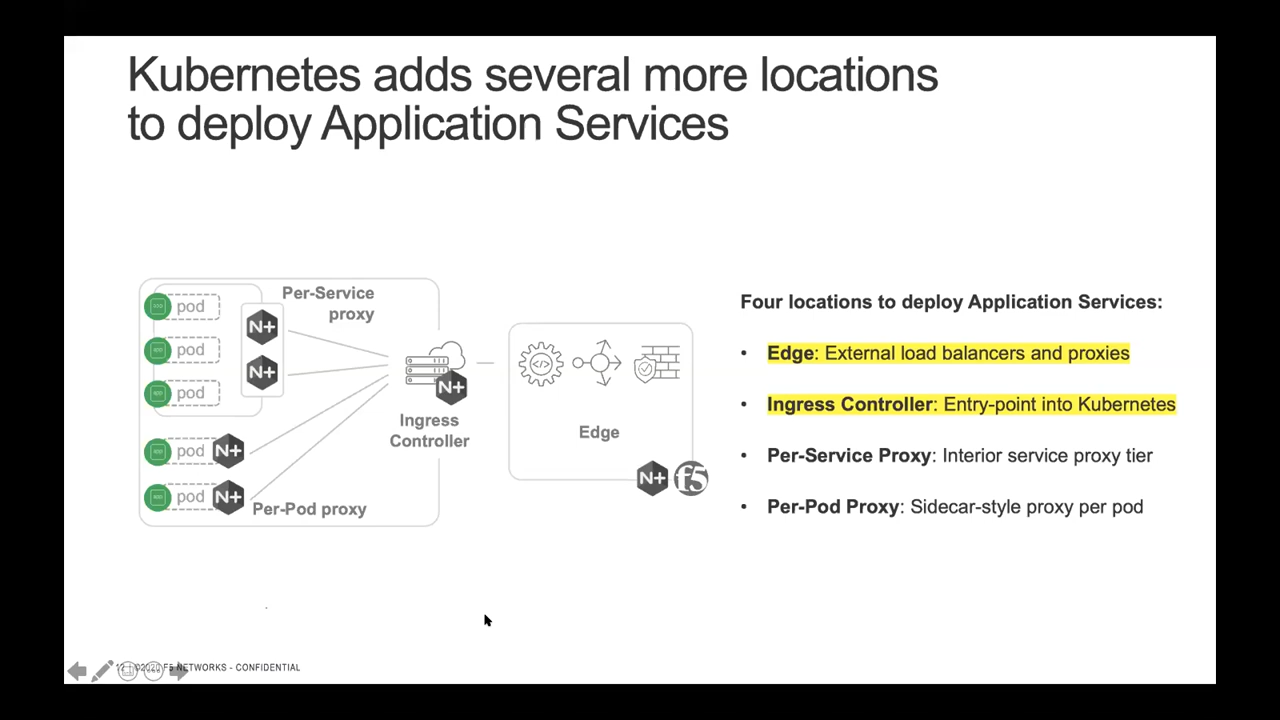 Kubernetes adds several more locations
to deploy Application Services
Per-Service
proxy
pod
pod
pod
pod
pod
N+
N+
N+
N+
Per-Pod proxy
N+
Ingress
Controller
</>
Edge
N+
f5
Four locations to deploy Application Services:
• Edge: External load balancers and proxies
• Ingress Controller: Entry-point into Kubernetes
• Per-Service Proxy: Interior service proxy tier
• Per-Pod Proxy: Sidecar-style proxy per pod
©2020 F5 NETWORKS - CONFIDENTIAL